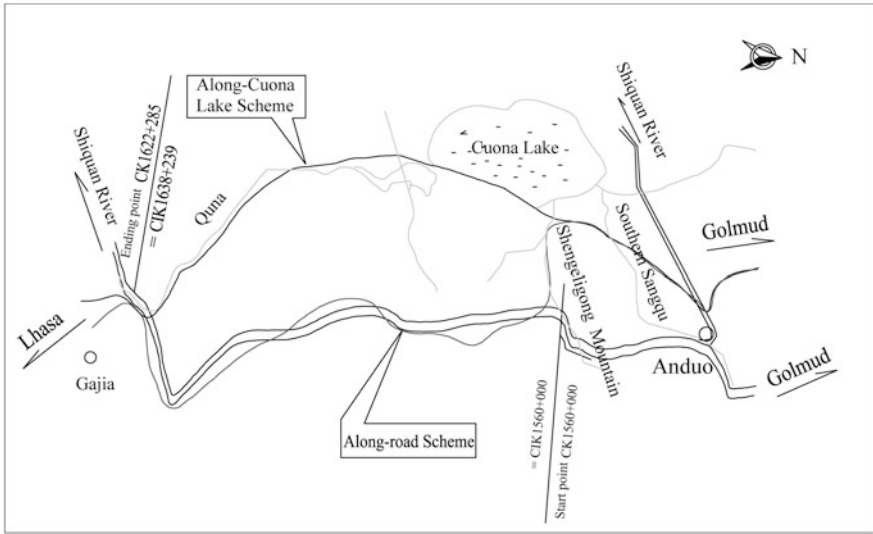 N
Along-Cuona
Lake Scheme
Shiquan River
Ending point CK1622+285
= CIK1638+239
Quna
Cuona Lake
Shiquan River
Southern Sangqu
Golmud
Shengeligong Mountain
Lhasa
Gajia
Anduo
Golmud
Along-road Scheme
= CIK1560+000
Start point CK1560+000